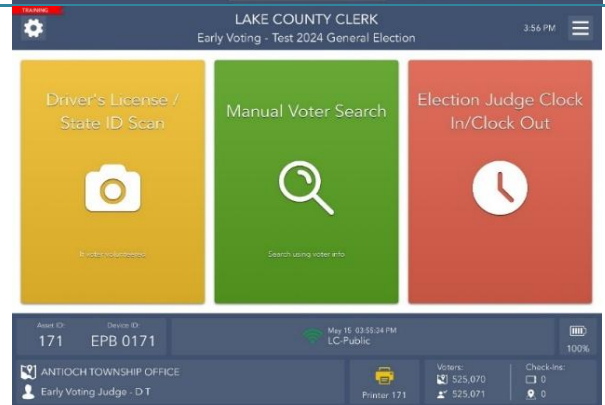 TRAINING
LAKE COUNTY CLERK
Early Voting - Test 2024 General Election
3:56 PM
Driver's License /
State ID Scan
If voter volunteered
Manual Voter Search
Search using voter info
Election Judge Clock
In/Clock Out
Asset ID:
171
Device ID:
EPB 0171
May 15 03:55:34 PM
LC-Public
100%
ANTIOCH TOWNSHIP OFFICE
Early Voting Judge - D T
Printer 171
Voters:
525,070
525,071
Check-Ins:
0
0